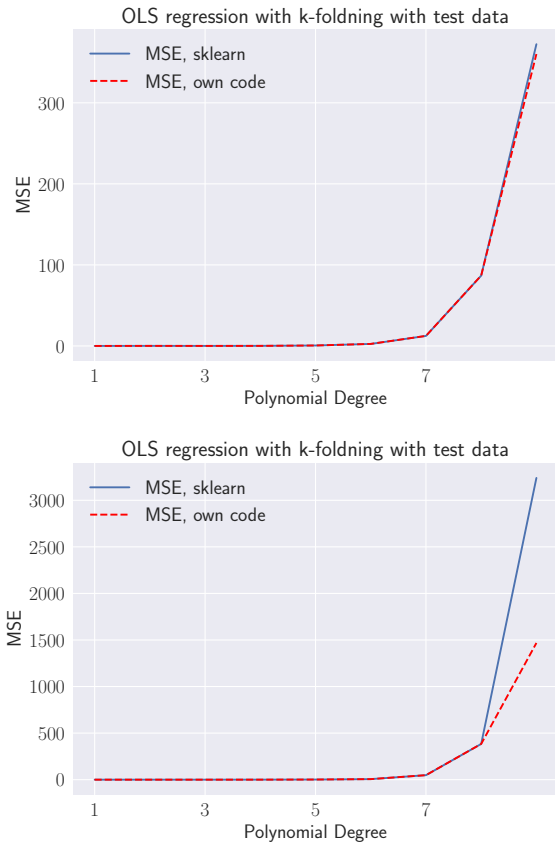 OLS regression with k-foldning with test data
MSE, sklearn
MSE, own code
300
200
100
0
MSE
1 3 5 7
Polynomial Degree
OLS regression with k-foldning with test data
MSE, sklearn
MSE, own code
3000
2500
2000
1500
1000
500
0
MSE
1 3 5 7
Polynomial Degree